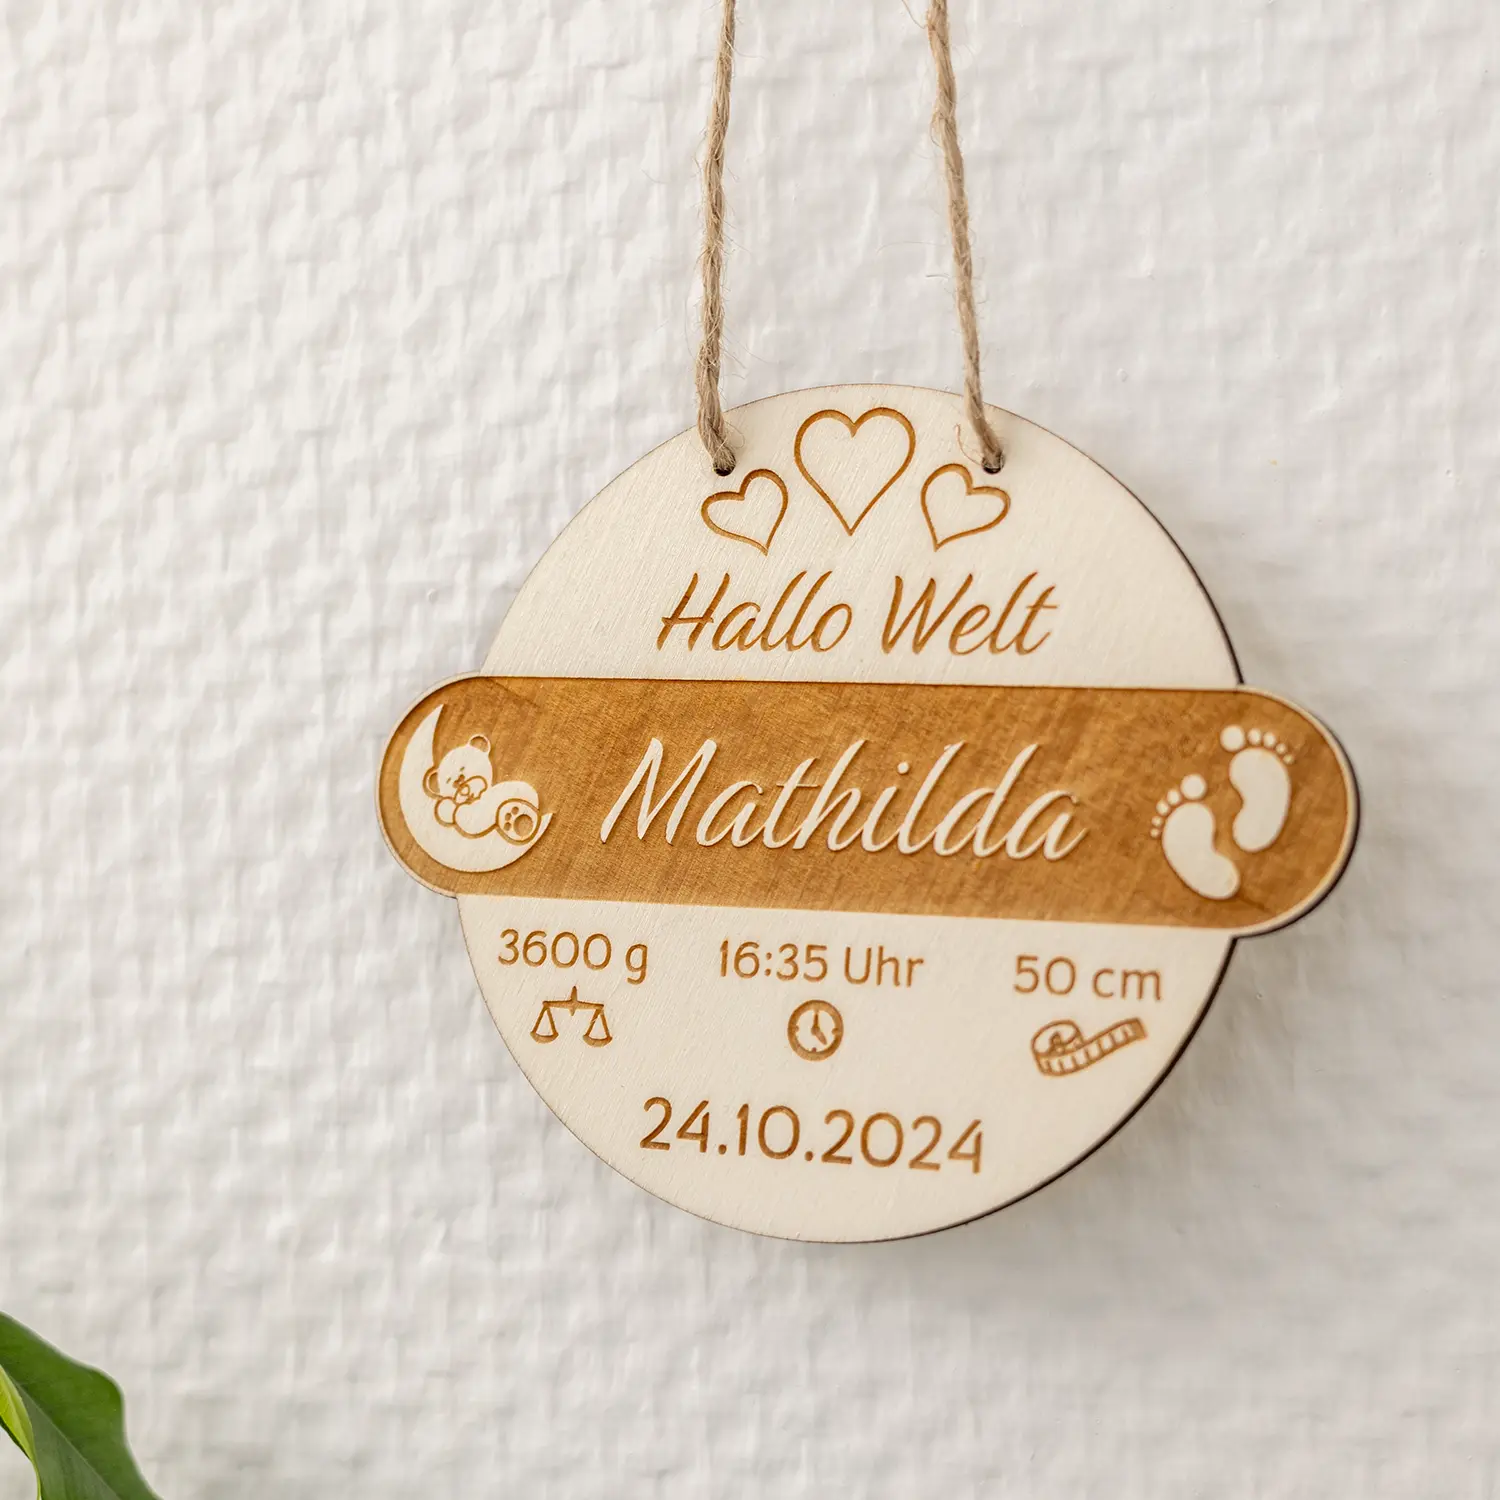 Hallo Welt
Mathilda
3600 g 16:35 Uhr 50 cm
24.10.2024